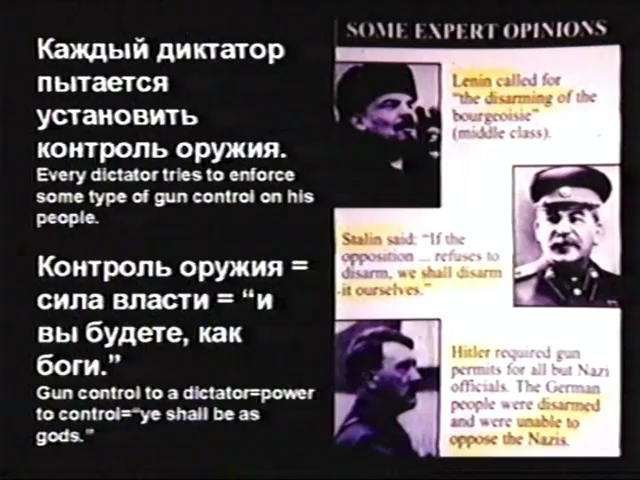 Каждый диктатор
пытается
установить
контроль оружия.
Every dictator tries to enforce
some type of gun control on his
people.
Контроль оружия =
сила власти = “и
вы будете, как
боги.”
Gun control to a dictator=power
to control=“ye shall be as
gods.”
SOME EXPERT OPINIONS
Lenin called for
“the disarming of the
bourgeoisie”
(middle class).
Stalin said: “If the
opposition ... refuses to
disarm, we shall disarm
it ourselves.”
Hitler required gun
permits for all but Nazi
officials. The German
people were disarmed
and were unable to
oppose the Nazis.